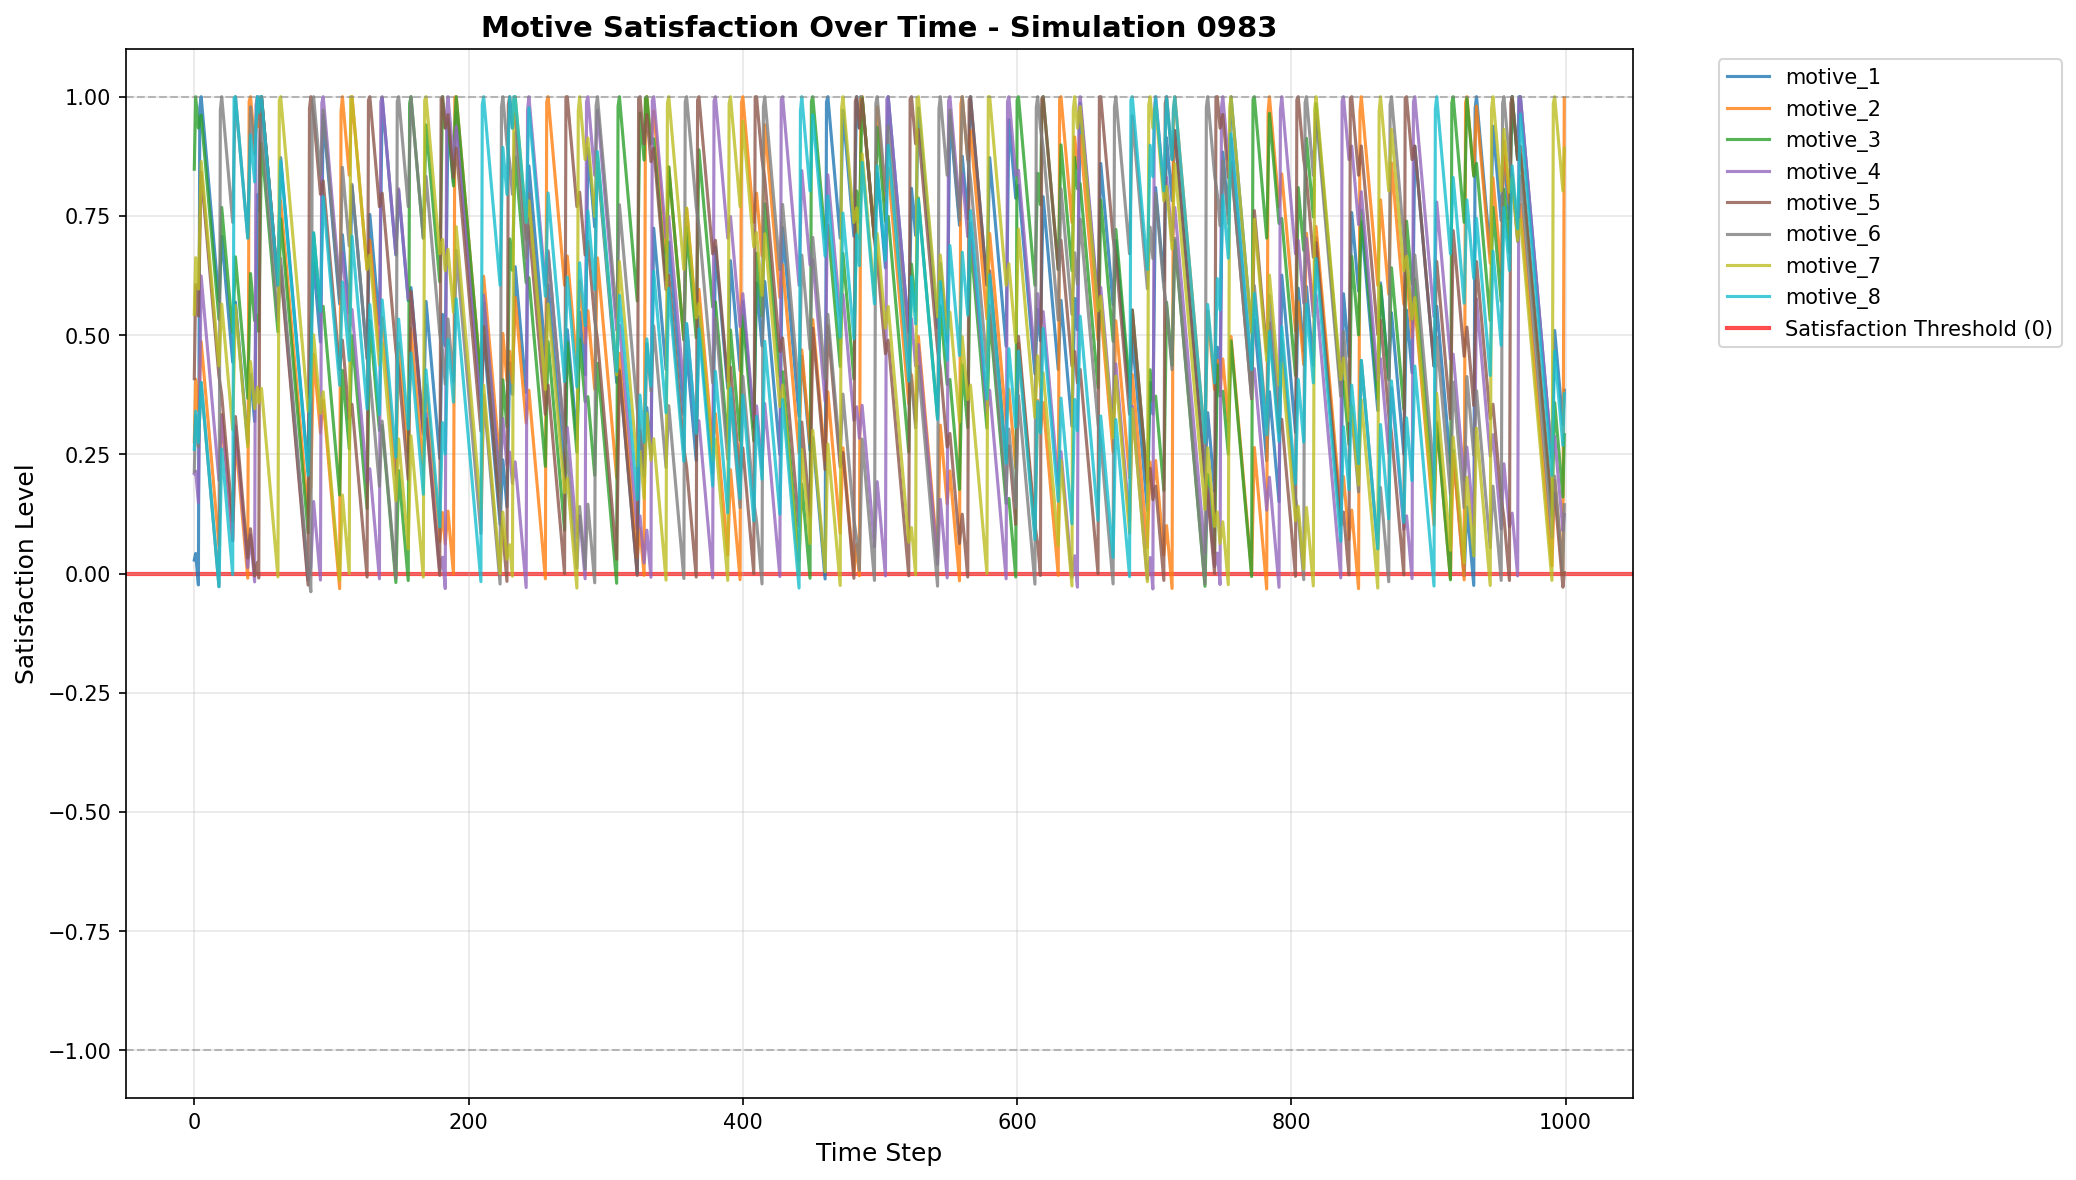 Motive Satisfaction Over Time - Simulation 0983
1.00
0.75
0.50
0.25
0.00
−0.25
−0.50
−0.75
−1.00
Satisfaction Level
0
200
400
600
800
1000
Time Step
motive_1
motive_2
motive_3
motive_4
motive_5
motive_6
motive_7
motive_8
Satisfaction Threshold (0)